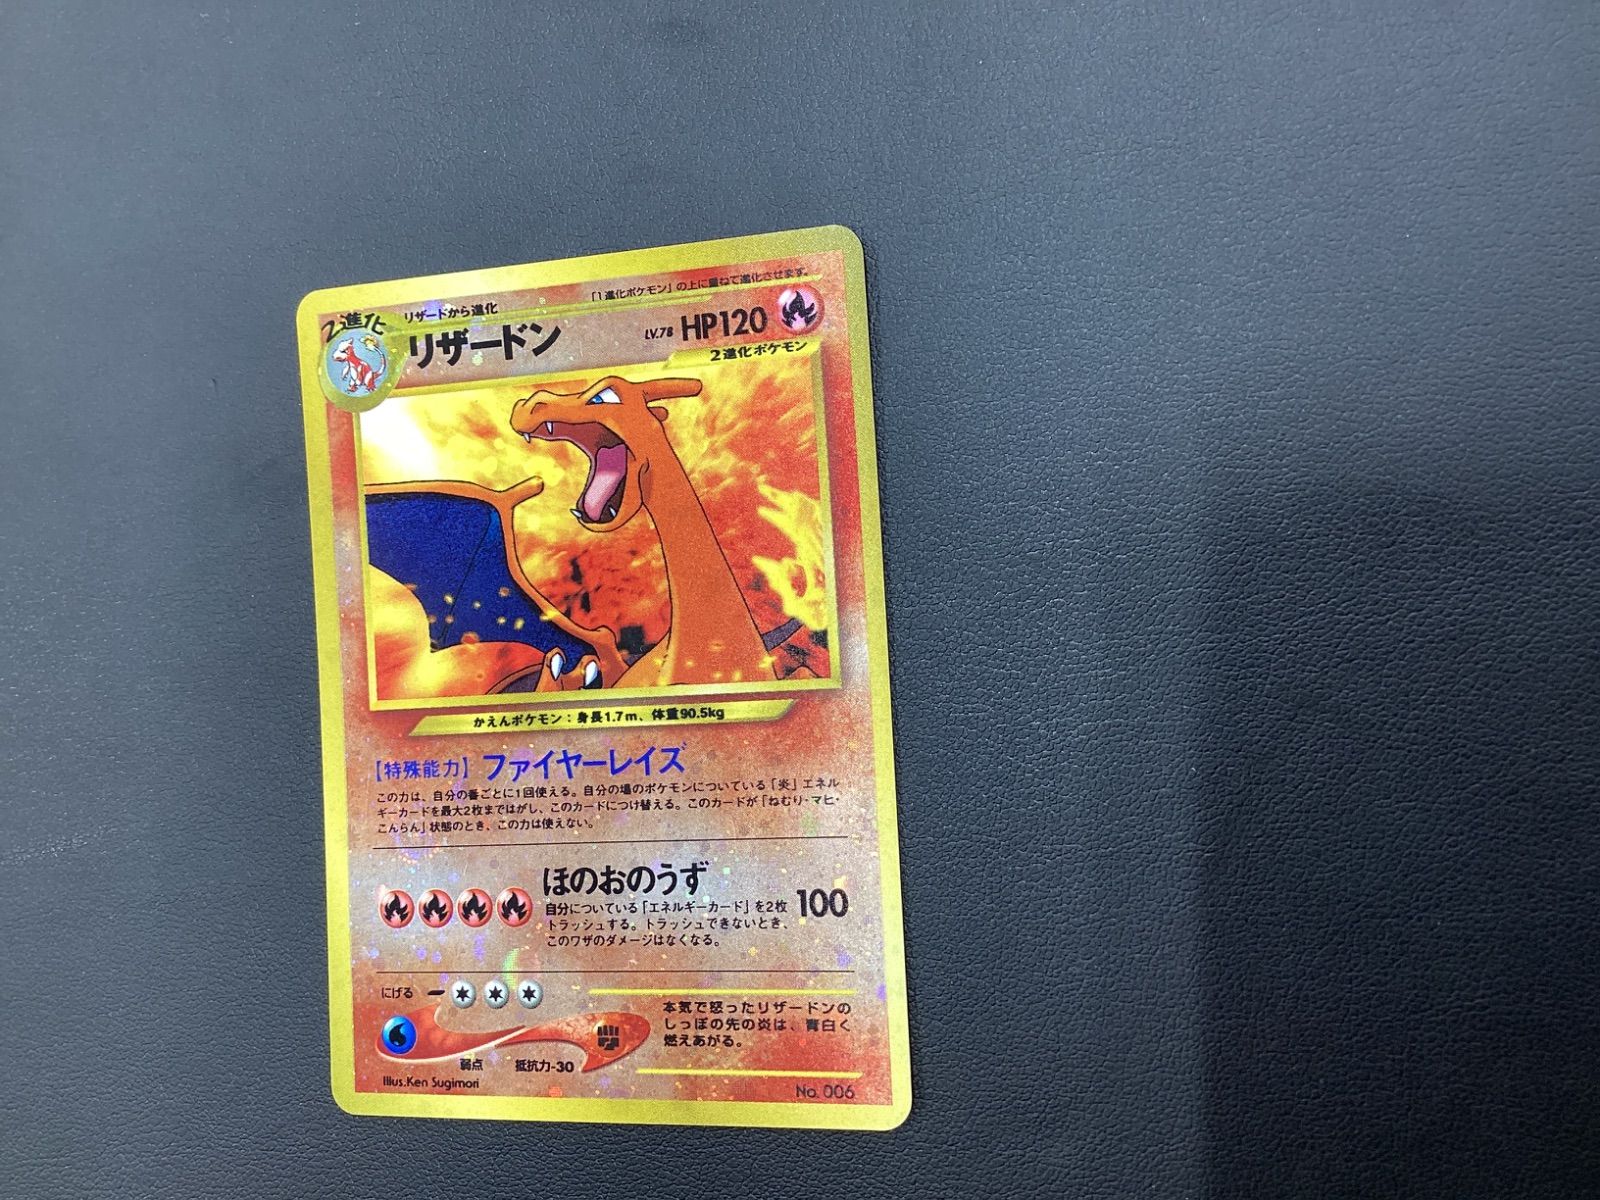 「1進化ポケモン」の上に重ねて進化させます。
2進化
リザードから進化
リザードン
LV.78 HP120
2進化ポケモン
かえんポケモン：身長1.7m、体重90.5kg
【特殊能力】ファイヤーレイズ
この力は、自分の番ごとに1回使える。自分の場のポケモンについている「炎」エネル
ギーカードを最大2枚まではがし、このカードにつけ替える。このカードが「ねむり・マヒ・
こんらん」状態のとき、この力は使えない。
ほのおのうず
100
自分についている「エネルギーカード」を2枚
トラッシュする。トラッシュできないとき、
このワザのダメージはなくなる。
にげる
本気で怒ったリザードンの
しっぽの先の炎は、青白く
燃えあがる。
弱点 抵抗力-30
Illus.Ken Sugimori
No. 006